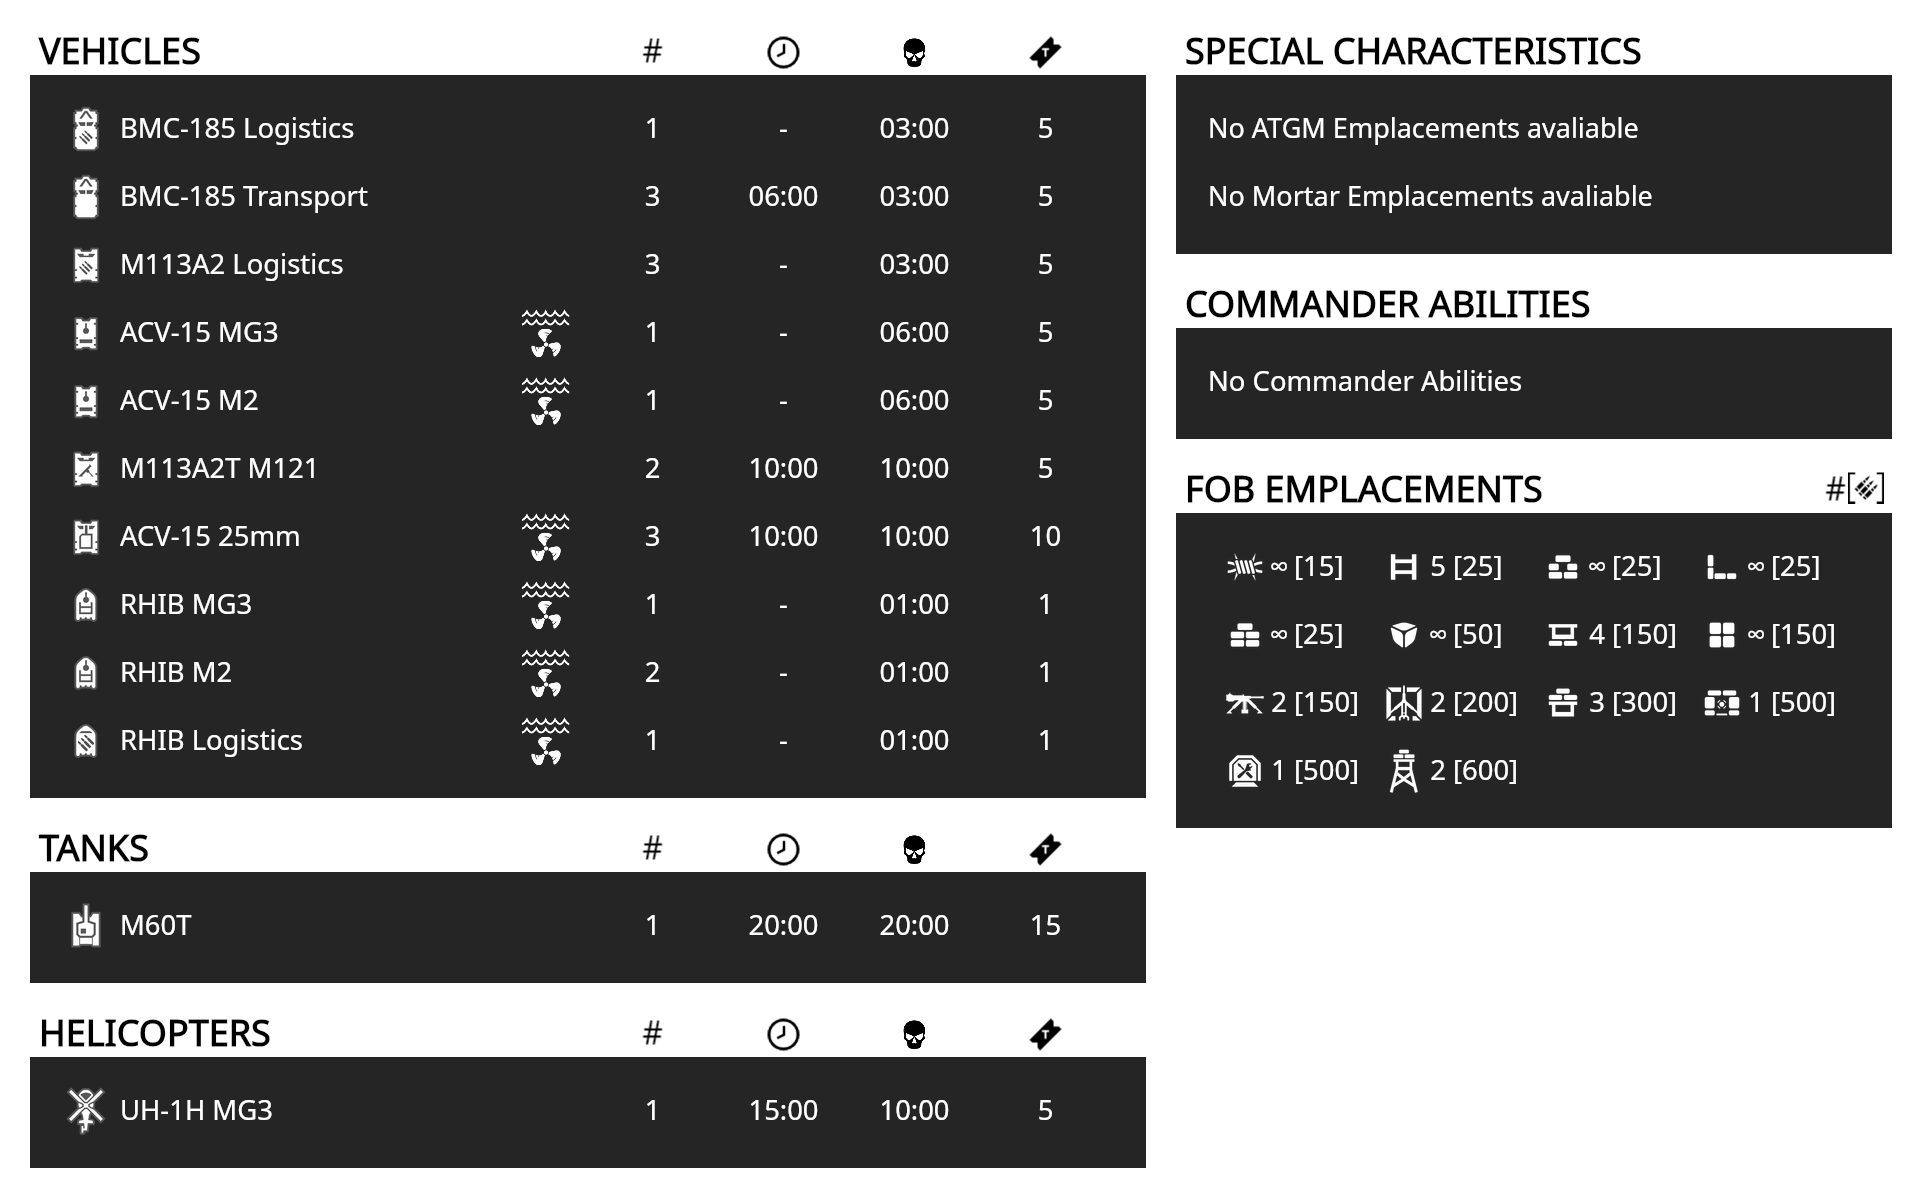 VEHICLES #
BMC-185 Logistics 1 - 03:00 5
BMC-185 Transport 3 06:00 03:00 5
M113A2 Logistics 3 - 03:00 5
ACV-15 MG3 1 - 06:00 5
ACV-15 M2 1 - 06:00 5
M113A2T M121 2 10:00 10:00 5
ACV-15 25mm 3 10:00 10:00 10
RHIB MG3 1 - 01:00 1
RHIB M2 2 - 01:00 1
RHIB Logistics 1 - 01:00 1
TANKS #
M60T 1 20:00 20:00 15
HELICOPTERS #
UH-1H MG3 1 15:00 10:00 5
SPECIAL CHARACTERISTICS
No ATGM Emplacements avaliable
No Mortar Emplacements avaliable
COMMANDER ABILITIES
No Commander Abilities
FOB EMPLACEMENTS #[]
∞ [15] 5 [25] ∞ [25] ∞ [25]
∞ [25] ∞ [50] 4 [150] ∞ [150]
2 [150] 2 [200] 3 [300] 1 [500]
1 [500] 2 [600]